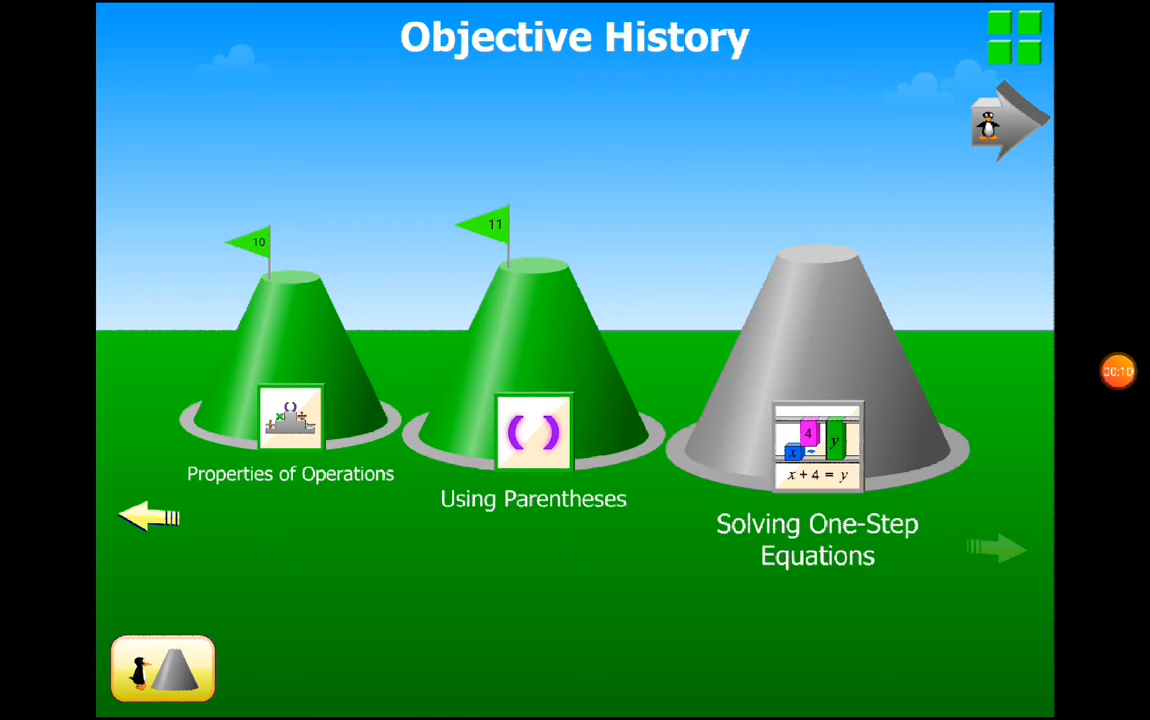 Objective History
10
11
( )
( )
4
x
y
x + 4 = y
Properties of Operations
Using Parentheses
Solving One-Step
Equations
00:10